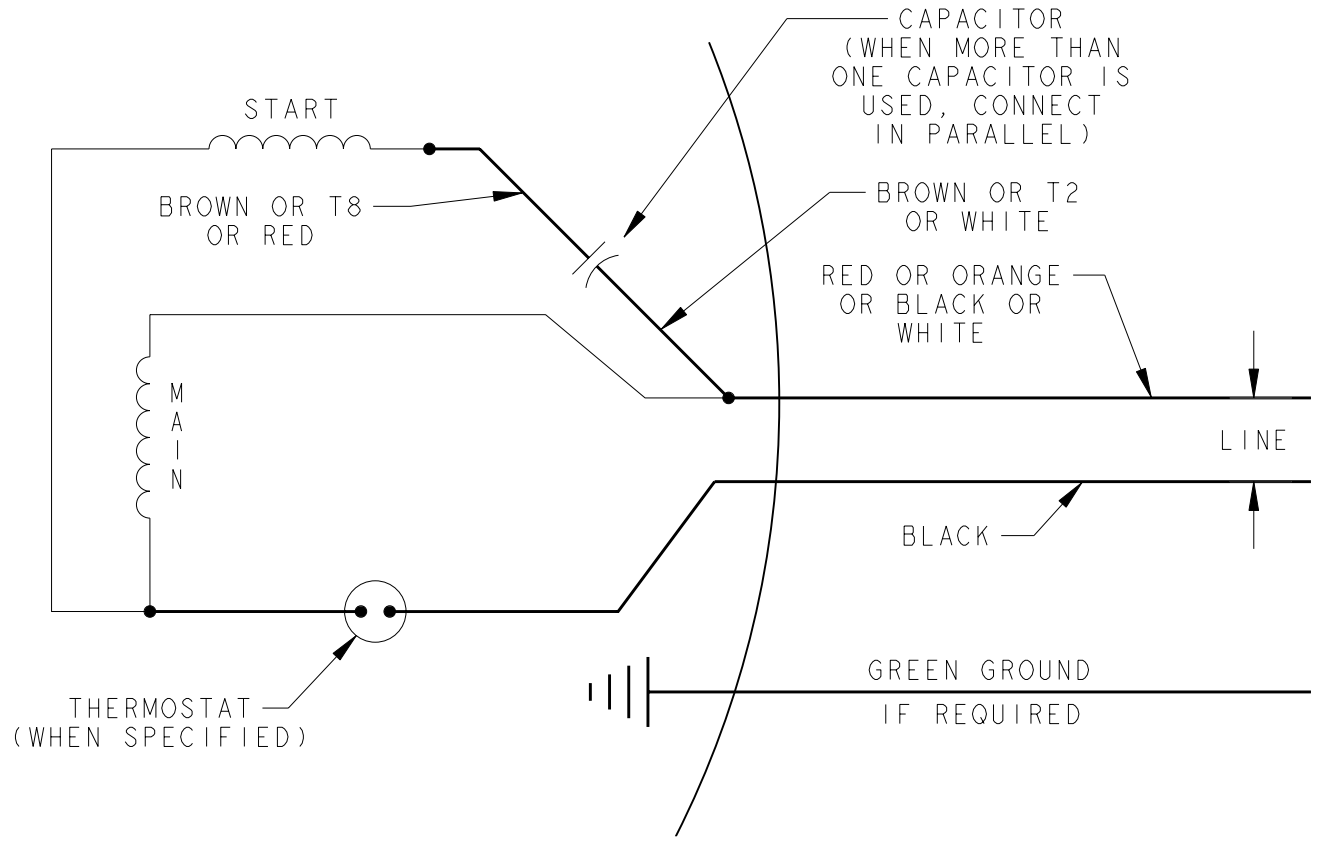 CAPACITOR
(WHEN MORE THAN
ONE CAPACITOR IS
USED, CONNECT
IN PARALLEL)
START
BROWN OR T8
OR RED
BROWN OR T2
OR WHITE
RED OR ORANGE
OR BLACK OR
WHITE
MAIN
LINE
BLACK
GREEN GROUND
IF REQUIRED
THERMOSTAT
(WHEN SPECIFIED)